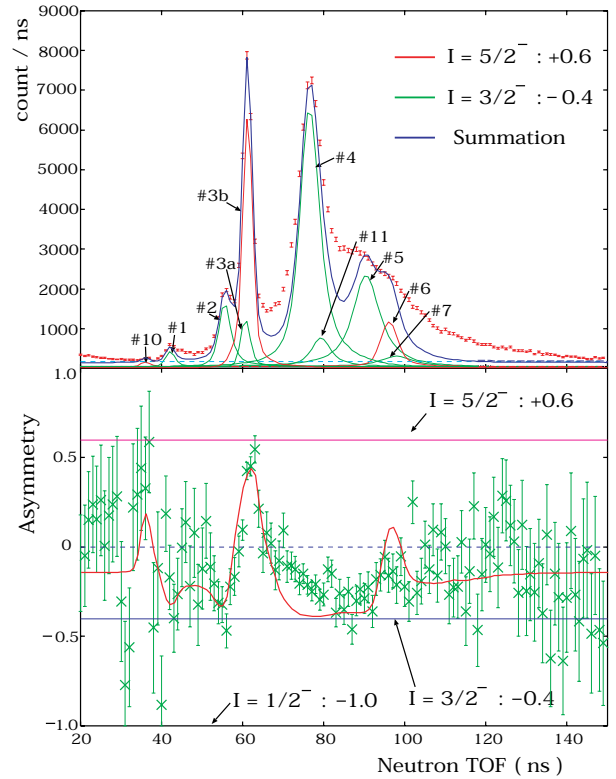 9000
8000
7000
6000
5000
4000
3000
2000
1000
0
count / ns
I = 5/2⁻ : +0.6
I = 3/2⁻ : −0.4
Summation
#4
#3b
#11
#3a
#5
#2
#6
#1
#7
#10
1.0
0.5
0
−0.5
−1.0
Asymmetry
I = 5/2⁻ : +0.6
I = 1/2⁻ : −1.0
I = 3/2⁻ : −0.4
20 40 60 80 100 120 140
Neutron TOF ( ns )